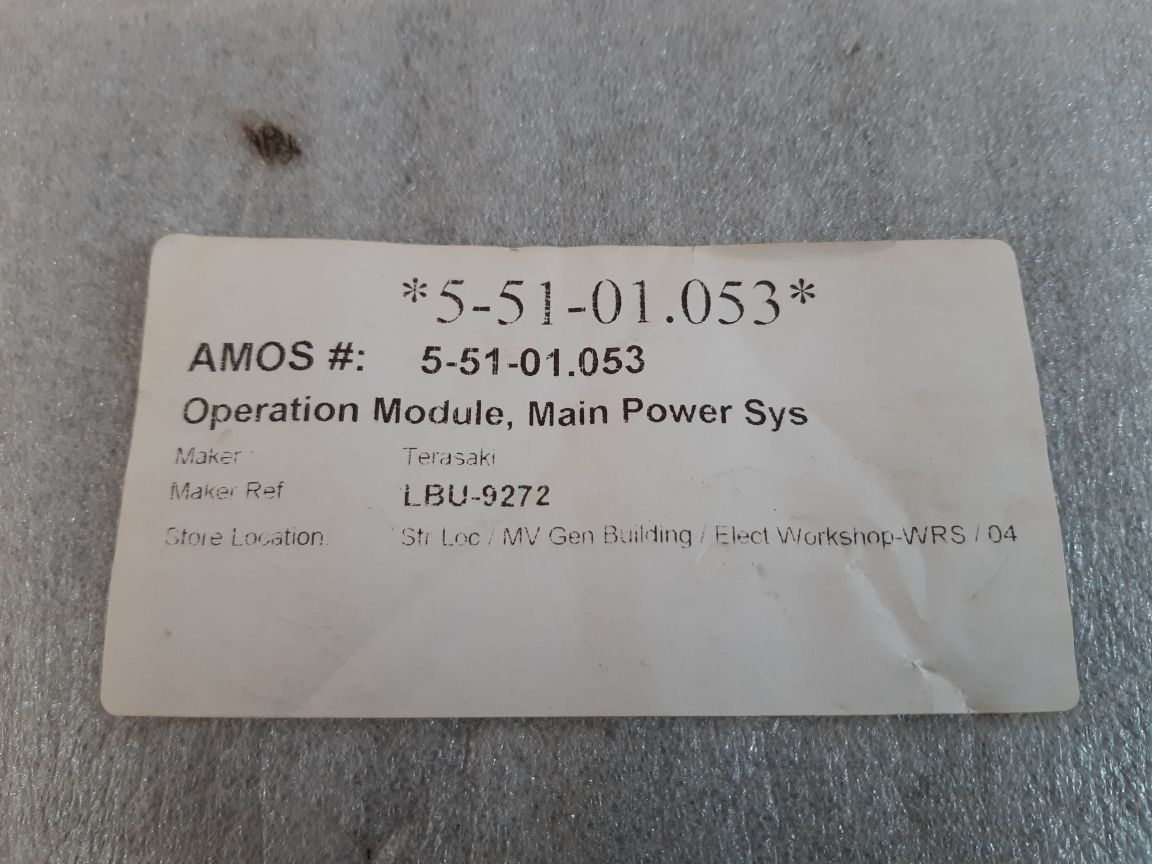 *5-51-01.053*
AMOS #: 5-51-01.053
Operation Module, Main Power Sys
Maker Terasaki
Maker Ref LBU-9272
Store Location: Str Loc / MV Gen Building / Elect Workshop-WRS / 04